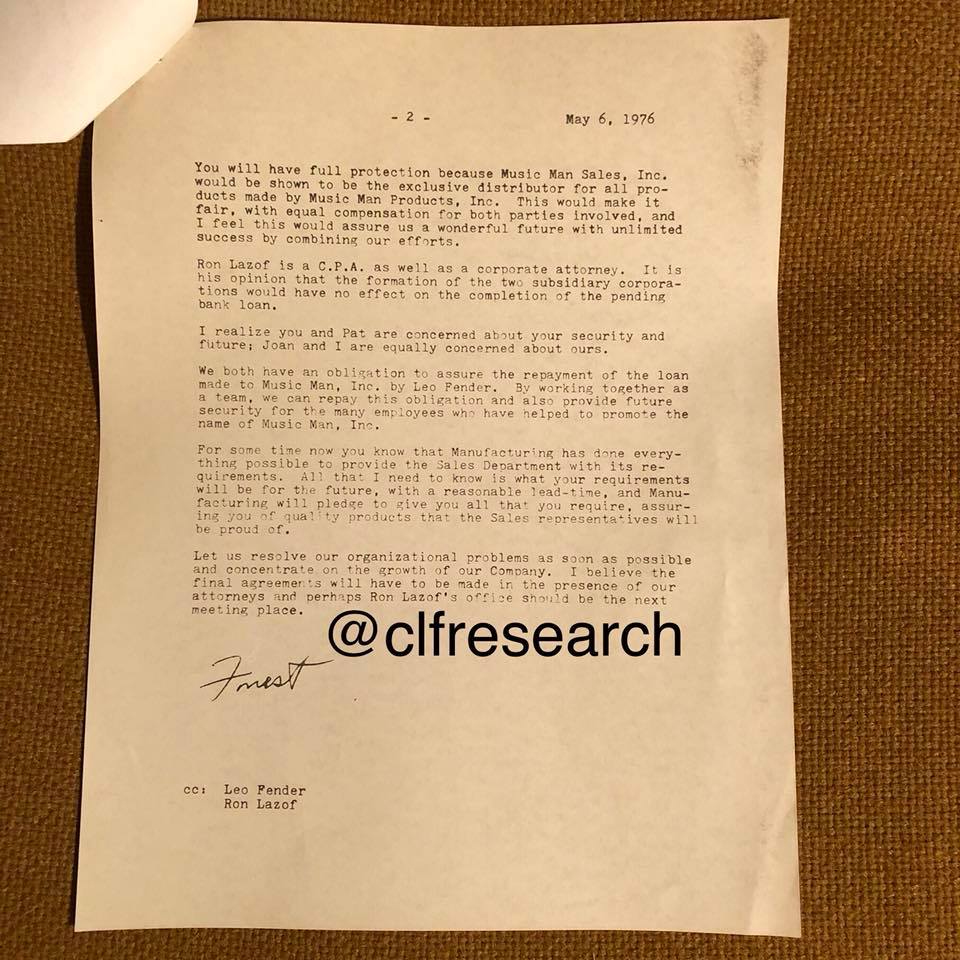 - 2 -    May 6, 1976
You will have full protection because Music Man Sales, Inc.
would be shown to be the exclusive distributor for all pro-
ducts made by Music Man Products, Inc. This would make it
fair, with equal compensation for both parties involved, and
I feel this would assure us a wonderful future with unlimited
success by combining our efforts.
Ron Lazof is a C.P.A. as well as a corporate attorney. It is
his opinion that the formation of the two subsidiary corpora-
tions would have no effect on the completion of the pending
bank loan.
I realize you and Pat are concerned about your security and
future; Joan and I are equally concerned about ours.
We both have an obligation to assure the repayment of the loan
made to Music Man, Inc. by Leo Fender. By working together as
a team, we can repay this obligation and also provide future
security for the many employees who have helped to promote the
name of Music Man, Inc.
For some time now you know that Manufacturing has done every-
thing possible to provide the Sales Department with its re-
quirements. All that I need to know is what your requirements
will be for the future, with a reasonable lead-time, and Manu-
facturing will pledge to give you all that you require, assur-
ing you of quality products that the Sales representatives will
be proud of.
Let us resolve our organizational problems as soon as possible
and concentrate on the growth of our Company. I believe the
final agreements will have to be made in the presence of our
attorneys and perhaps Ron Lazof's office should be the next
meeting place.
@clfresearch
Forrest
cc: Leo Fender
Ron Lazof